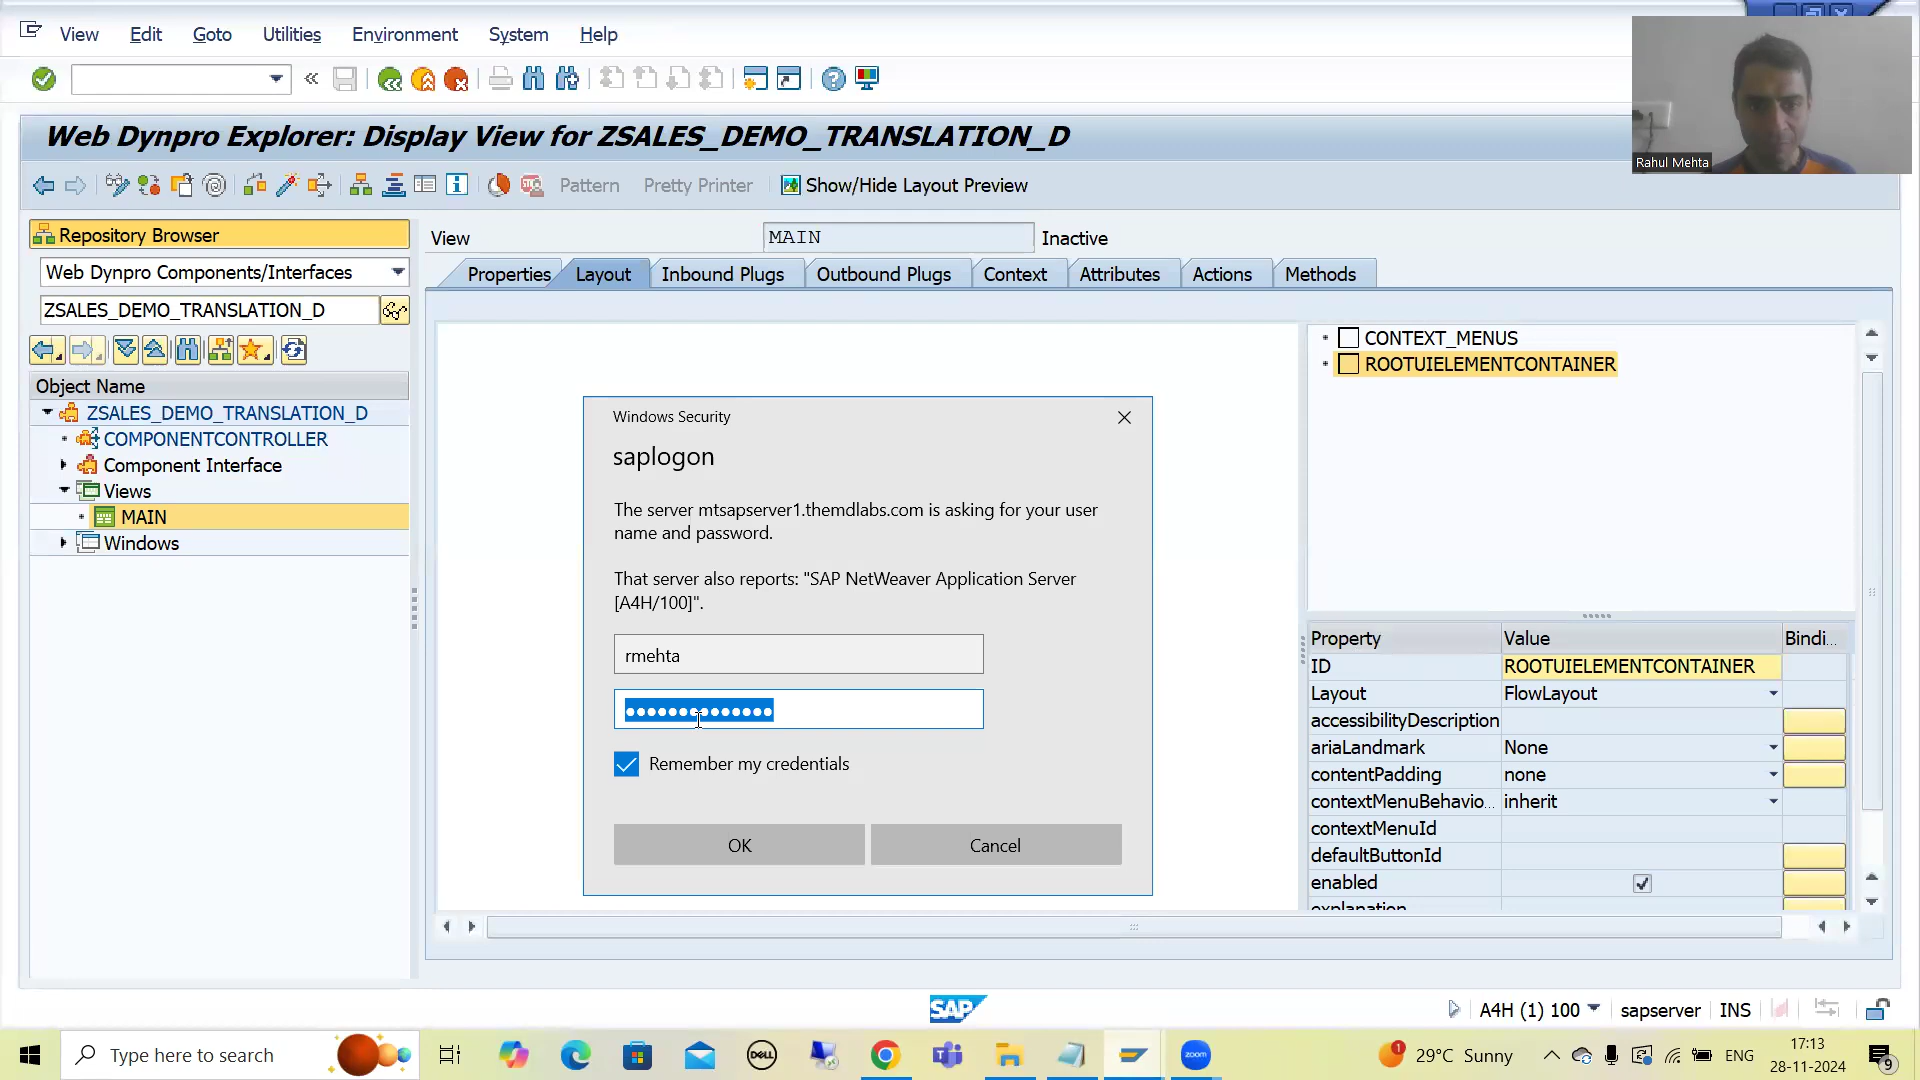 View Edit Goto Utilities Environment System Help
Web Dynpro Explorer: Display View for ZSALES_DEMO_TRANSLATION_D
Rahul Mehta
Pattern Pretty Printer Show/Hide Layout Preview
Repository Browser
Web Dynpro Components/Interfaces
ZSALES_DEMO_TRANSLATION_D
Object Name
ZSALES_DEMO_TRANSLATION_D
COMPONENTCONTROLLER
Component Interface
Views
MAIN
Windows
View MAIN Inactive
Properties Layout Inbound Plugs Outbound Plugs Context Attributes Actions Methods
CONTEXT_MENUS
ROOTUIELEMENTCONTAINER
Windows Security
saplogon
The server mtsapserver1.themdlabs.com is asking for your user
name and password.
That server also reports: "SAP NetWeaver Application Server
[A4H/100]".
rmehta
Remember my credentials
OK Cancel
Property Value Bindi...
ID ROOTUIELEMENTCONTAINER
Layout FlowLayout
accessibilityDescription
ariaLandmark None
contentPadding none
contextMenuBehavio... inherit
contextMenuId
defaultButtonId
enabled
explanation
SAP
A4H (1) 100 sapserver INS
Type here to search
DELL
zoom
1
29°C Sunny
ENG
17:13
28-11-2024
9